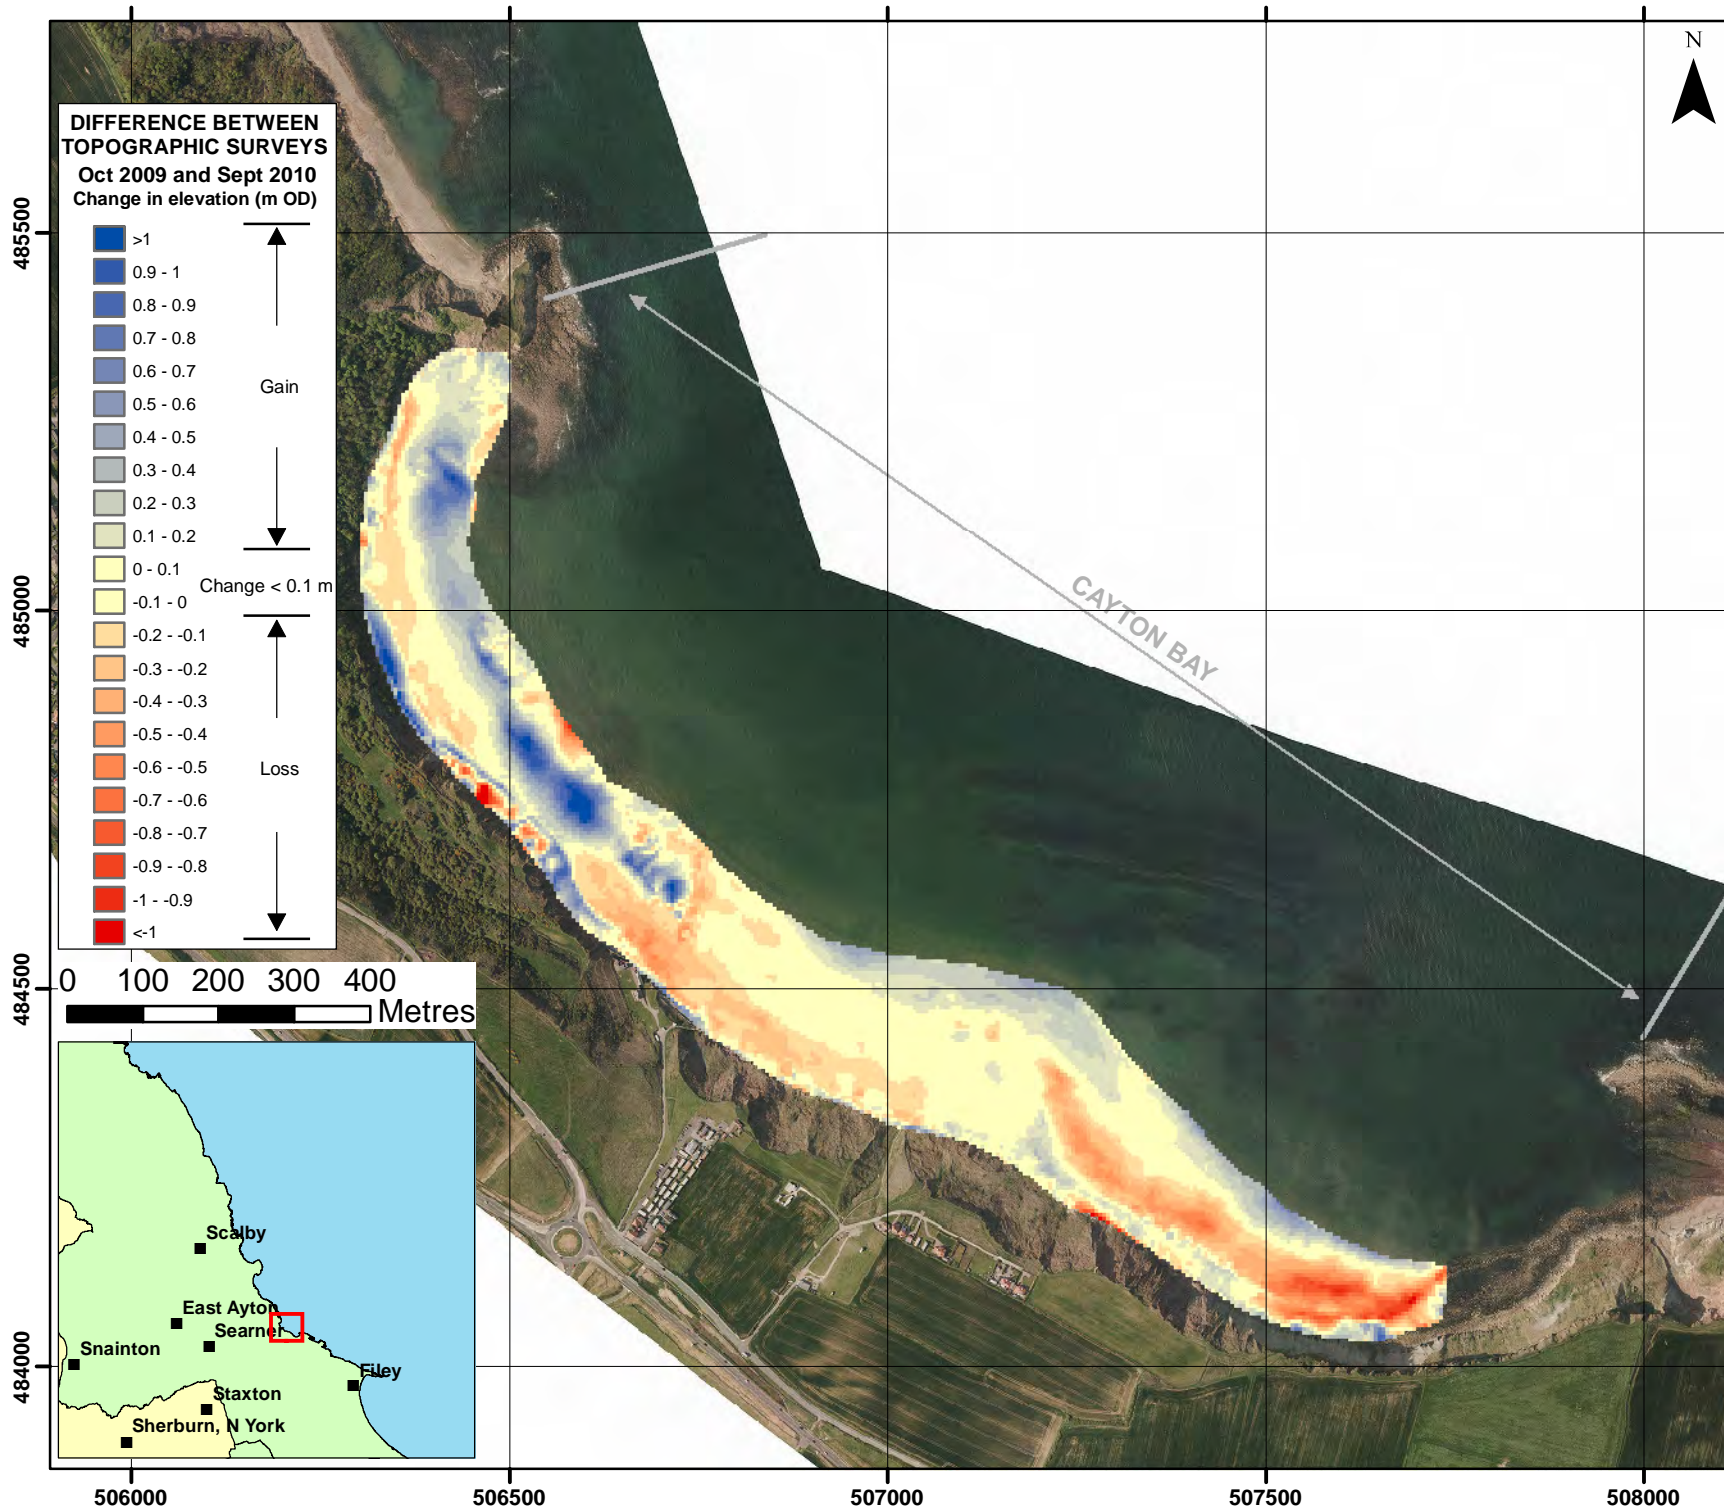 N
DIFFERENCE BETWEEN
TOPOGRAPHIC SURVEYS
Oct 2009 and Sept 2010
Change in elevation (m OD)
>1
0.9 - 1
0.8 - 0.9
0.7 - 0.8
0.6 - 0.7
0.5 - 0.6
0.4 - 0.5
0.3 - 0.4
0.2 - 0.3
0.1 - 0.2
0 - 0.1
-0.1 - 0
-0.2 - -0.1
-0.3 - -0.2
-0.4 - -0.3
-0.5 - -0.4
-0.6 - -0.5
-0.7 - -0.6
-0.8 - -0.7
-0.9 - -0.8
-1 - -0.9
<-1
Gain
Change < 0.1 m
Loss
CAYTON BAY
0 100 200 300 400
Metres
Scalby
East Ayton
Seamer
Snainton
Filey
Staxton
Sherburn, N York
485500
485000
484500
484000
506000 506500 507000 507500 508000